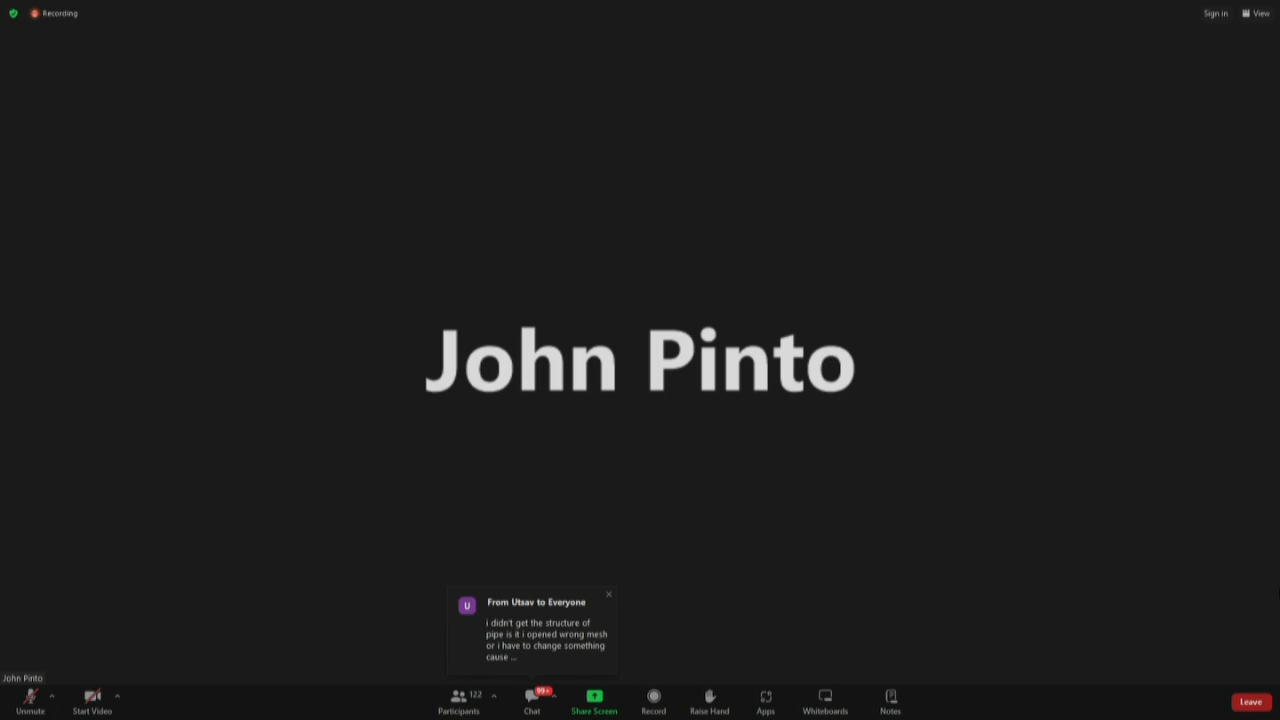 Recording
Sign in
View
John Pinto
U
From Utsav to Everyone
i didn't get the structure of
pipe is it i opened wrong mesh
or i have to change something
cause ...
John Pinto
122
99+
Unmute
Start Video
Participants
Chat
Share Screen
Record
Raise Hand
Apps
Whiteboards
Notes
Leave